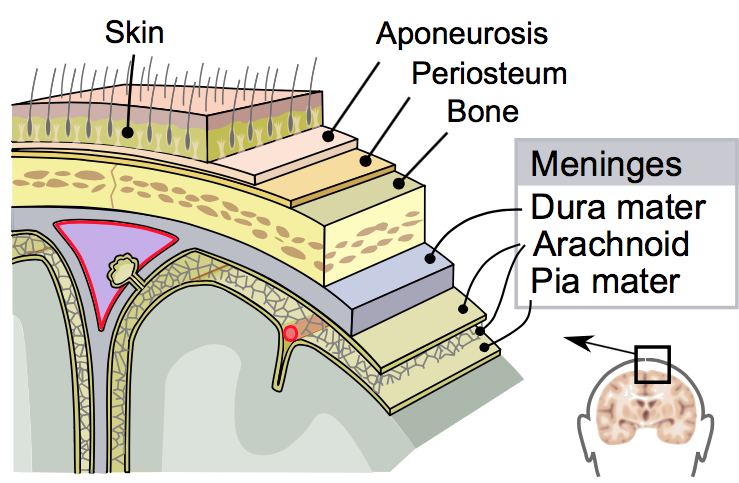 Skin
Aponeurosis
Periosteum
Bone
Meninges
Dura mater
Arachnoid
Pia mater